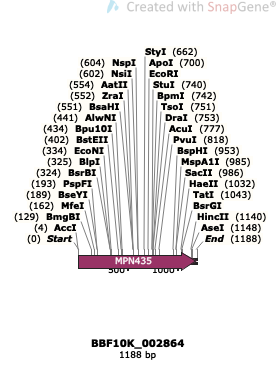 Created with SnapGene®
StyI (662)
(604) NspI ApoI (700)
(602) NsiI EcoRI
(554) AatII StuI (740)
(552) ZraI BpmI (742)
(551) BsaHI TsoI (751)
(441) AlwNI DraI (753)
(434) Bpu10I AcuI (777)
(402) BstEII PvuI (818)
(334) EcoNI BspHI (953)
(325) BlpI MspA1I (985)
(324) BsrBI SacII (986)
(193) PspFI HaeII (1032)
(189) BseYI TatI (1043)
(162) MfeI BsrGI
(129) BmgBI HincII (1140)
(4) AccI AseI (1148)
(0) Start End (1188)
MPN435
500 1000
BBF10K_002864
1188 bp